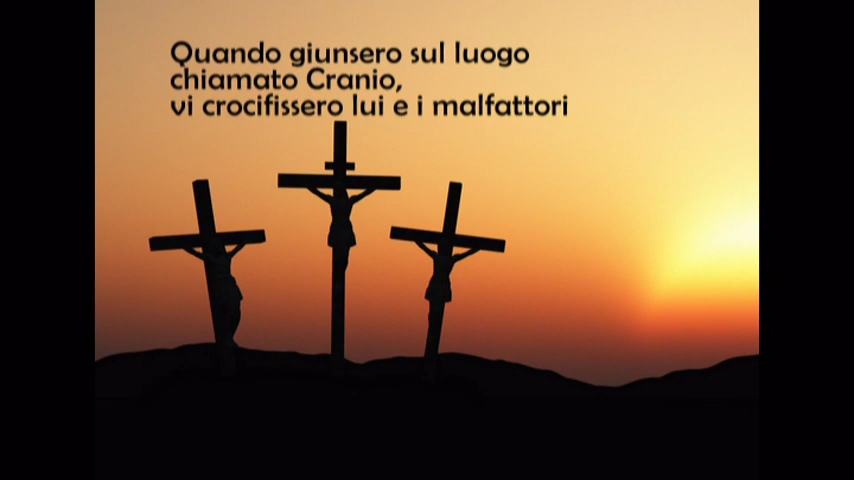 Quando giunsero sul luogo
chiamato Cranio,
vi crocifissero lui e i malfattori